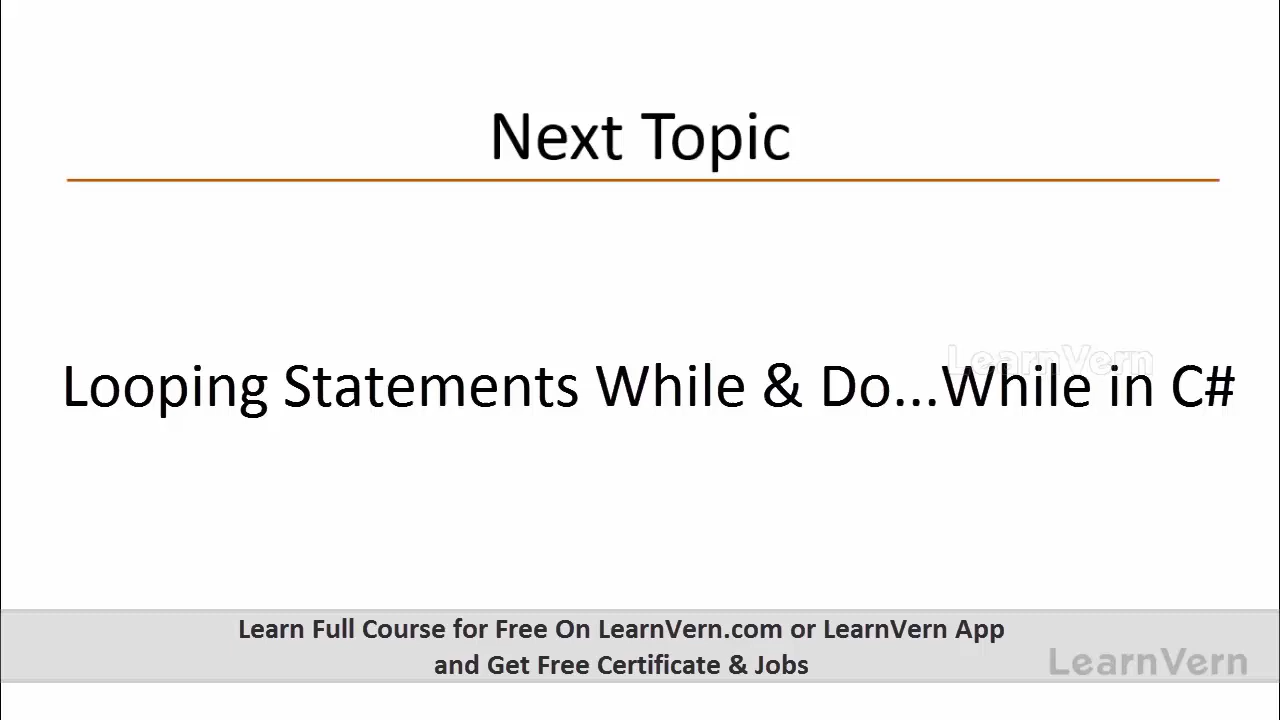 Next Topic
LearnVern
Looping Statements While & Do...While in C#
Learn Full Course for Free On LearnVern.com or LearnVern App
and Get Free Certificate & Jobs
LearnVern